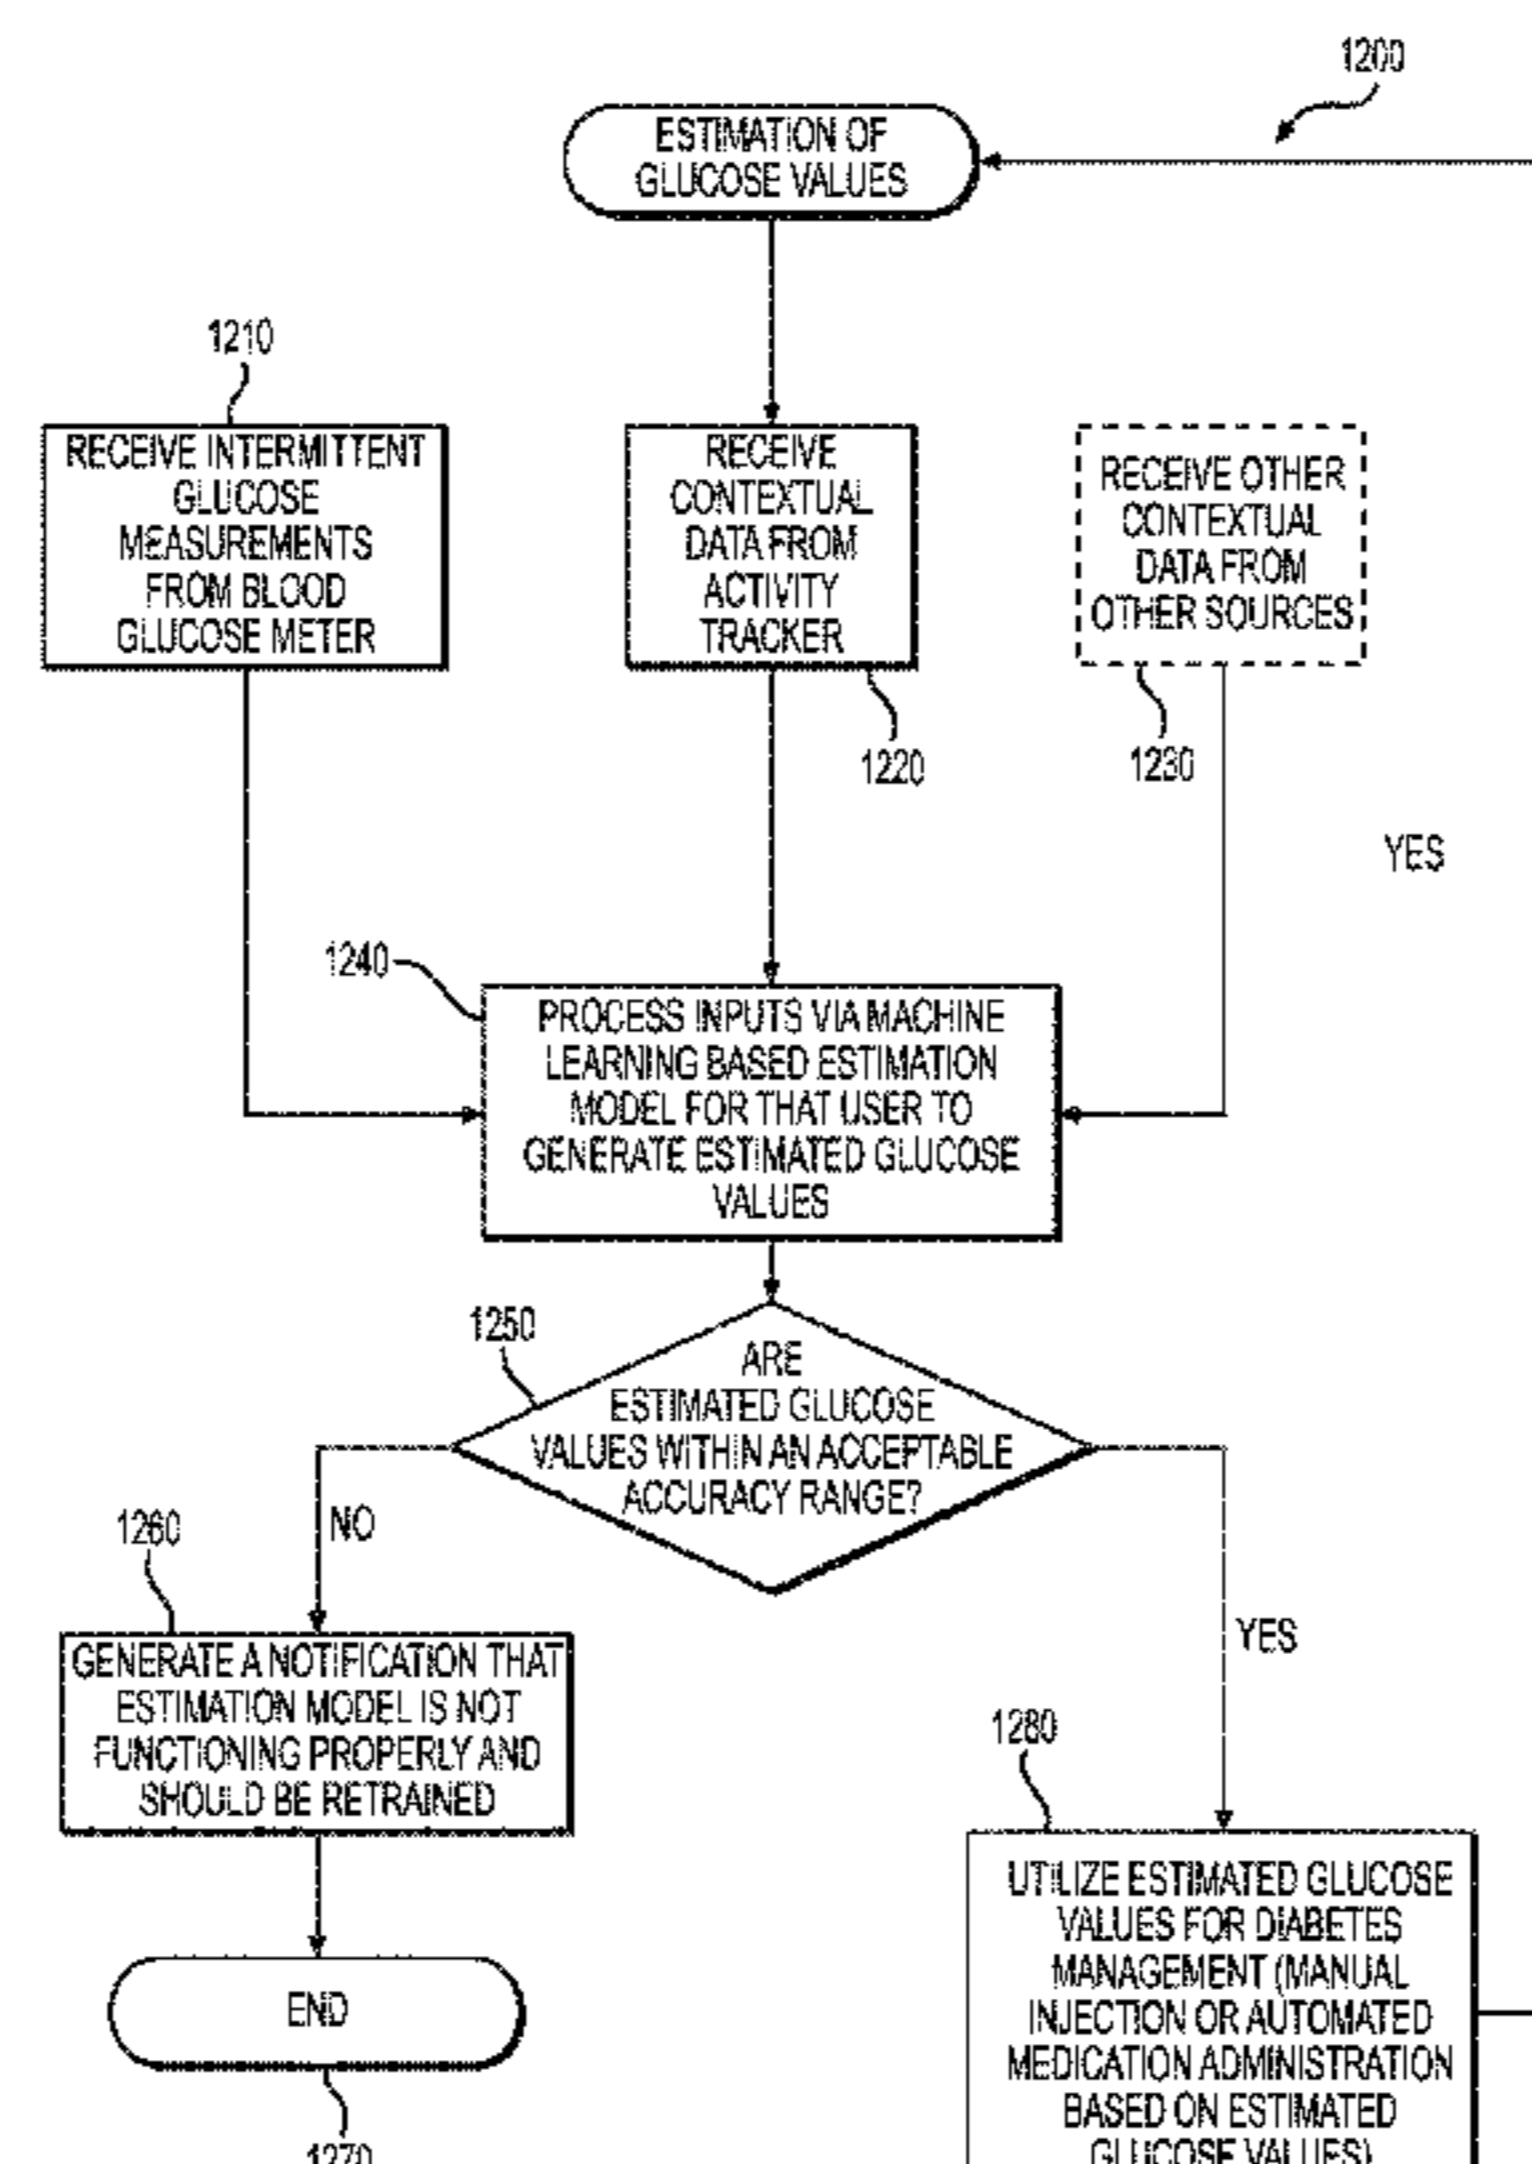 1200
ESTIMATION OF
GLUCOSE VALUES
1210
RECEIVE INTERMITTENT
GLUCOSE
MEASUREMENTS
FROM BLOOD
GLUCOSE METER
RECEIVE
CONTEXTUAL
DATA FROM
ACTIVITY
TRACKER
1220
RECEIVE OTHER
CONTEXTUAL
DATA FROM
OTHER SOURCES
1230
YES
1240
PROCESS INPUTS VIA MACHINE
LEARNING BASED ESTIMATION
MODEL FOR THAT USER TO
GENERATE ESTIMATED GLUCOSE
VALUES
1250
ARE
ESTIMATED GLUCOSE
VALUES WITHIN AN ACCEPTABLE
ACCURACY RANGE?
NO
1260
GENERATE A NOTIFICATION THAT
ESTIMATION MODEL IS NOT
FUNCTIONING PROPERLY AND
SHOULD BE RETRAINED
END
1270
YES
1280
UTILIZE ESTIMATED GLUCOSE
VALUES FOR DIABETES
MANAGEMENT (MANUAL
INJECTION OR AUTOMATED
MEDICATION ADMINISTRATION
BASED ON ESTIMATED
GLUCOSE VALUES)